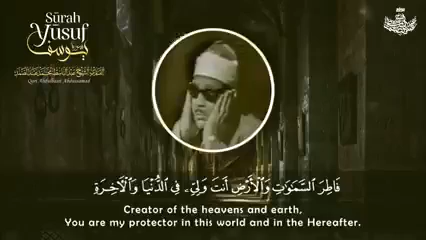 Sūrah
Yusuf
يوسف
Qari Abdulbasit Abdussamad
فَاطِرَ السَّمَٰوَٰتِ وَالْأَرْضِ أَنتَ وَلِيِّۦ فِي الدُّنْيَا وَالْآخِرَةِ
Creator of the heavens and earth,
You are my protector in this world and in the Hereafter.